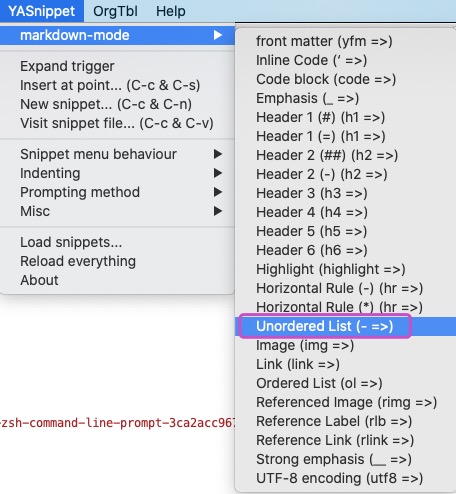 YASnippet OrgTbl Help
markdown-mode
Expand trigger
Insert at point... (C-c & C-s)
New snippet... (C-c & C-n)
Visit snippet file... (C-c & C-v)
Snippet menu behaviour
Indenting
Prompting method
Misc
Load snippets...
Reload everything
About
front matter (yfm =>)
Inline Code (‘ =>)
Code block (code =>)
Emphasis (_ =>)
Header 1 (#) (h1 =>)
Header 1 (=) (h1 =>)
Header 2 (##) (h2 =>)
Header 2 (-) (h2 =>)
Header 3 (h3 =>)
Header 4 (h4 =>)
Header 5 (h5 =>)
Header 6 (h6 =>)
Highlight (highlight =>)
Horizontal Rule (-) (hr =>)
Horizontal Rule (*) (hr =>)
Unordered List (- =>)
Image (img =>)
Link (link =>)
Ordered List (ol =>)
Referenced Image (rimg =>)
Reference Label (rlb =>)
Reference Link (rlink =>)
Strong emphasis (__ =>)
UTF-8 encoding (utf8 =>)
-zsh-command-line-prompt-3ca2acc967